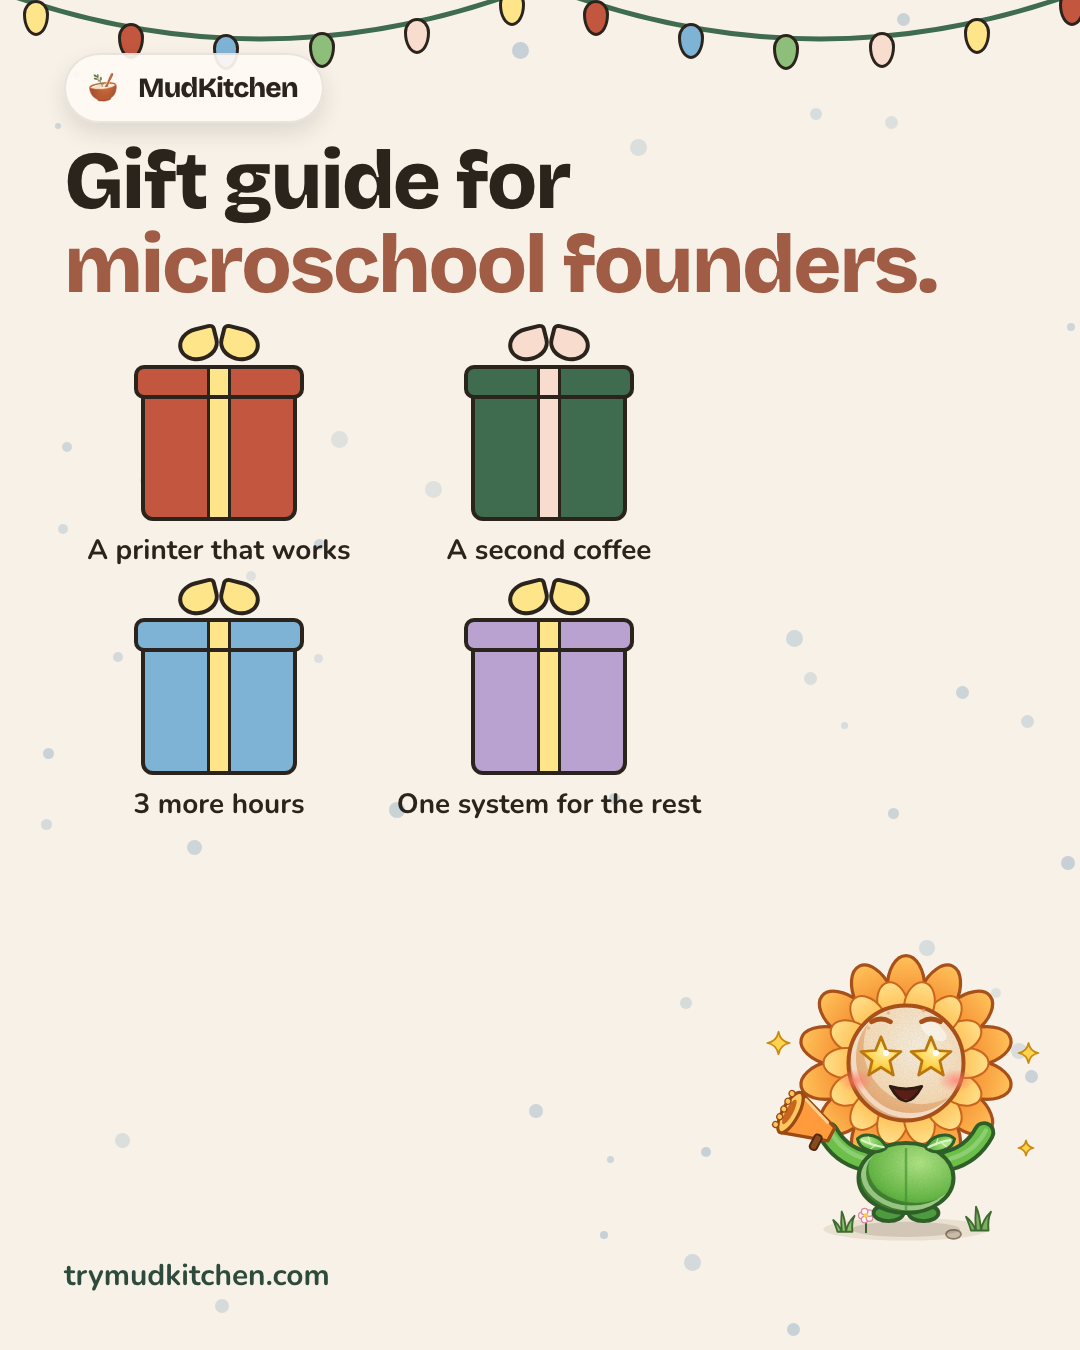 MudKitchen
Gift guide for
microschool founders.
A printer that works
A second coffee
3 more hours
One system for the rest
trymudkitchen.com